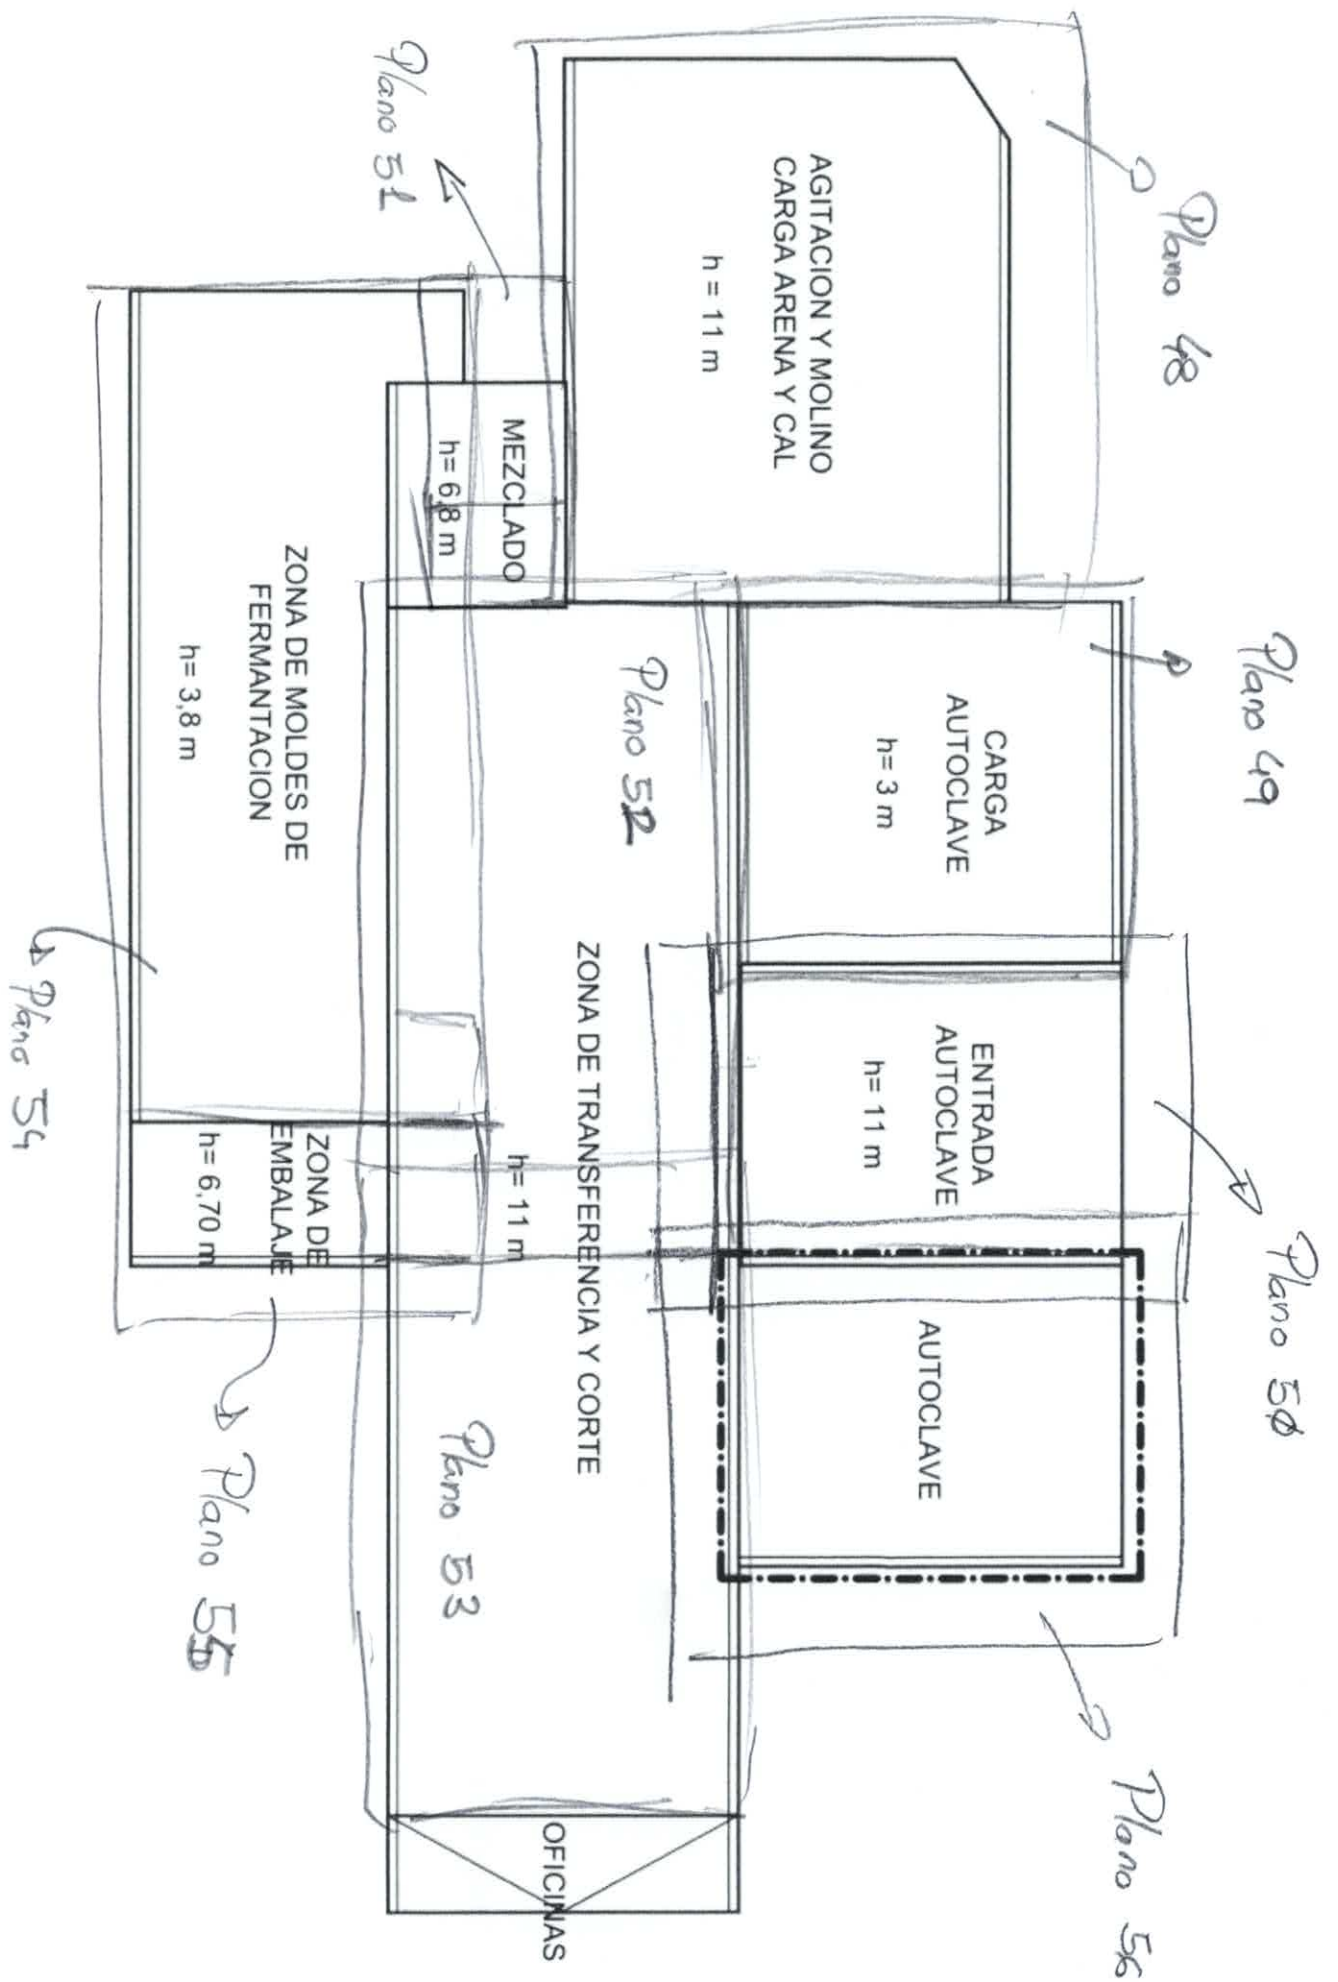 Plano 48
Plano 49
Plano 50
Plano 56
AGITACION Y MOLINO
CARGA ARENA Y CAL
h = 11 m
CARGA
AUTOCLAVE
h= 3 m
ENTRADA
AUTOCLAVE
h= 11 m
AUTOCLAVE
Plano 51
MEZCLADO
h= 6,8 m
Plano 52
ZONA DE TRANSFERENCIA Y CORTE
h= 11 m
Plano 53
OFICINAS
ZONA DE MOLDES DE
FERMANTACION
h= 3,8 m
ZONA DE
EMBALAJE
h= 6,70 m
Plano 54
Plano 55